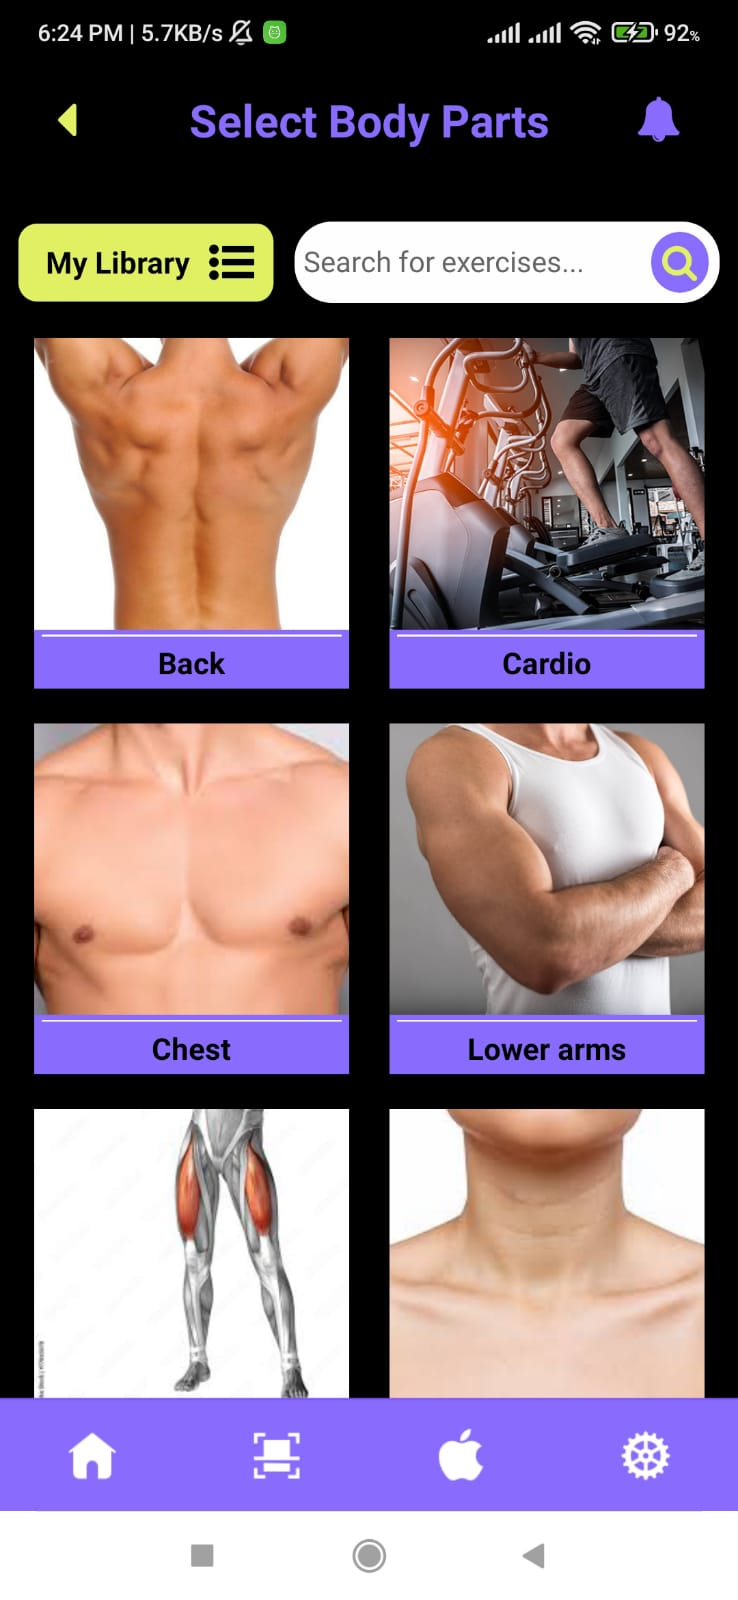 6:24 PM | 5.7KB/s 92%
Select Body Parts
My Library
Search for exercises...
Back
Cardio
Chest
Lower arms